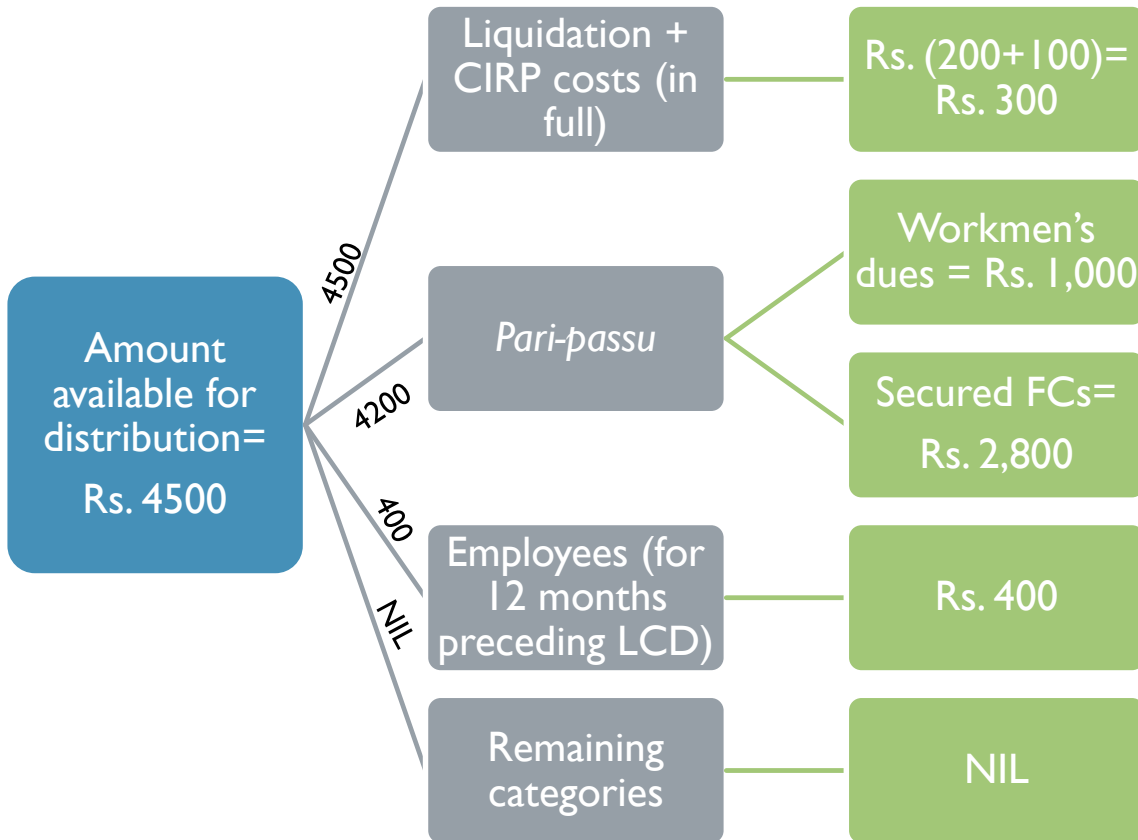 Amount
available for
distribution=
Rs. 4500
4500
4200
400
NIL
Liquidation +
CIRP costs (in
full)
Rs. (200+100)=
Rs. 300
Pari-passu
Workmen’s
dues = Rs. 1,000
Secured FCs=
Rs. 2,800
Employees (for
12 months
preceding LCD)
Rs. 400
Remaining
categories
NIL